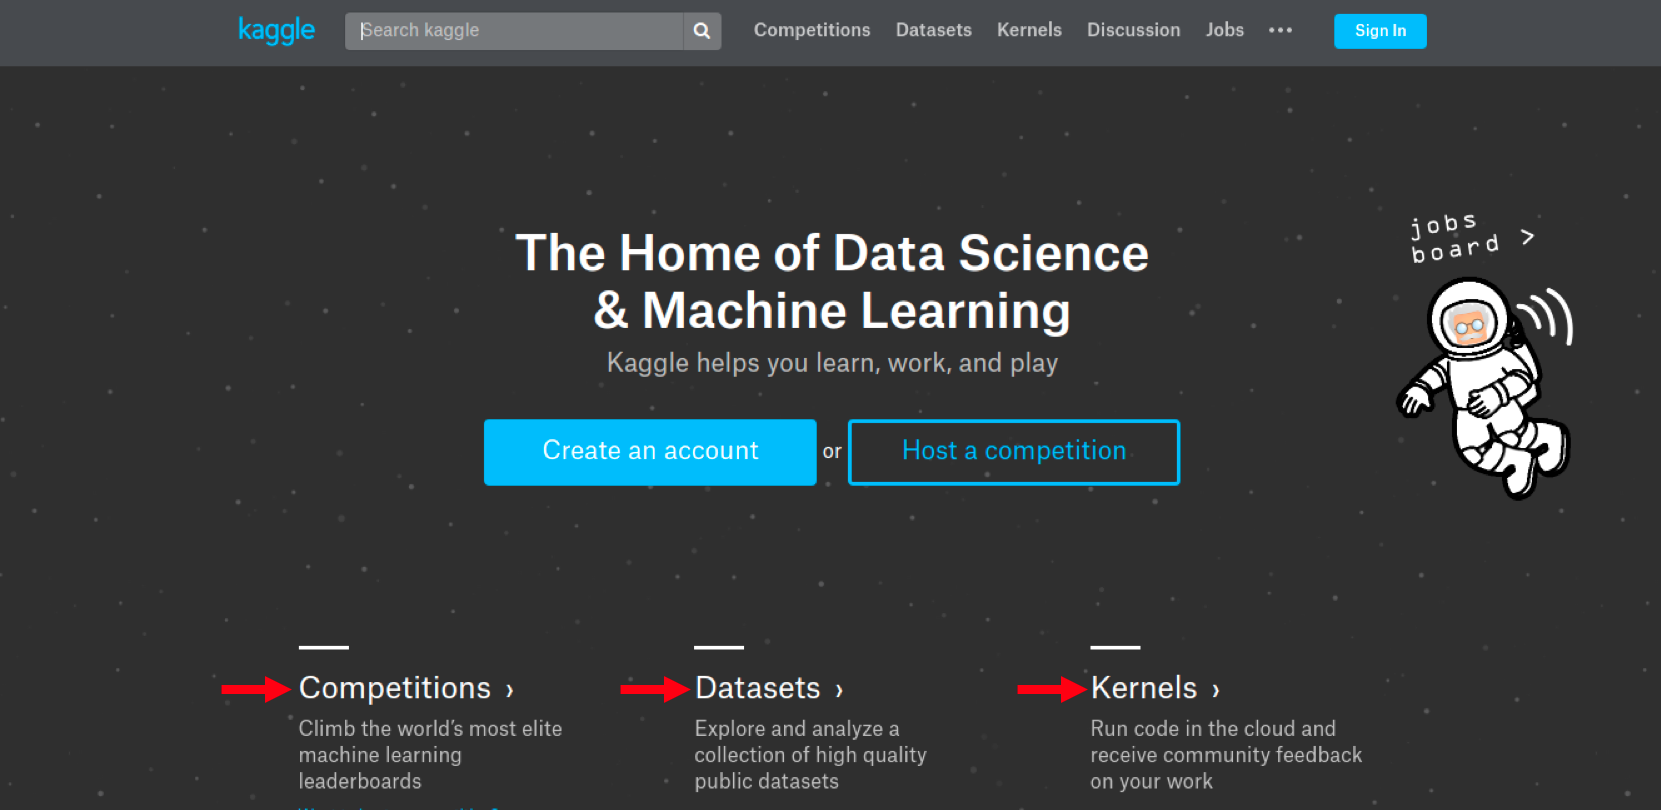 kaggle
Search kaggle
Competitions Datasets Kernels Discussion Jobs •••
Sign In
jobs
board >
The Home of Data Science
& Machine Learning
Kaggle helps you learn, work, and play
Create an account or Host a competition
Competitions ›
Climb the world’s most elite
machine learning
leaderboards
Datasets ›
Explore and analyze a
collection of high quality
public datasets
Kernels ›
Run code in the cloud and
receive community feedback
on your work